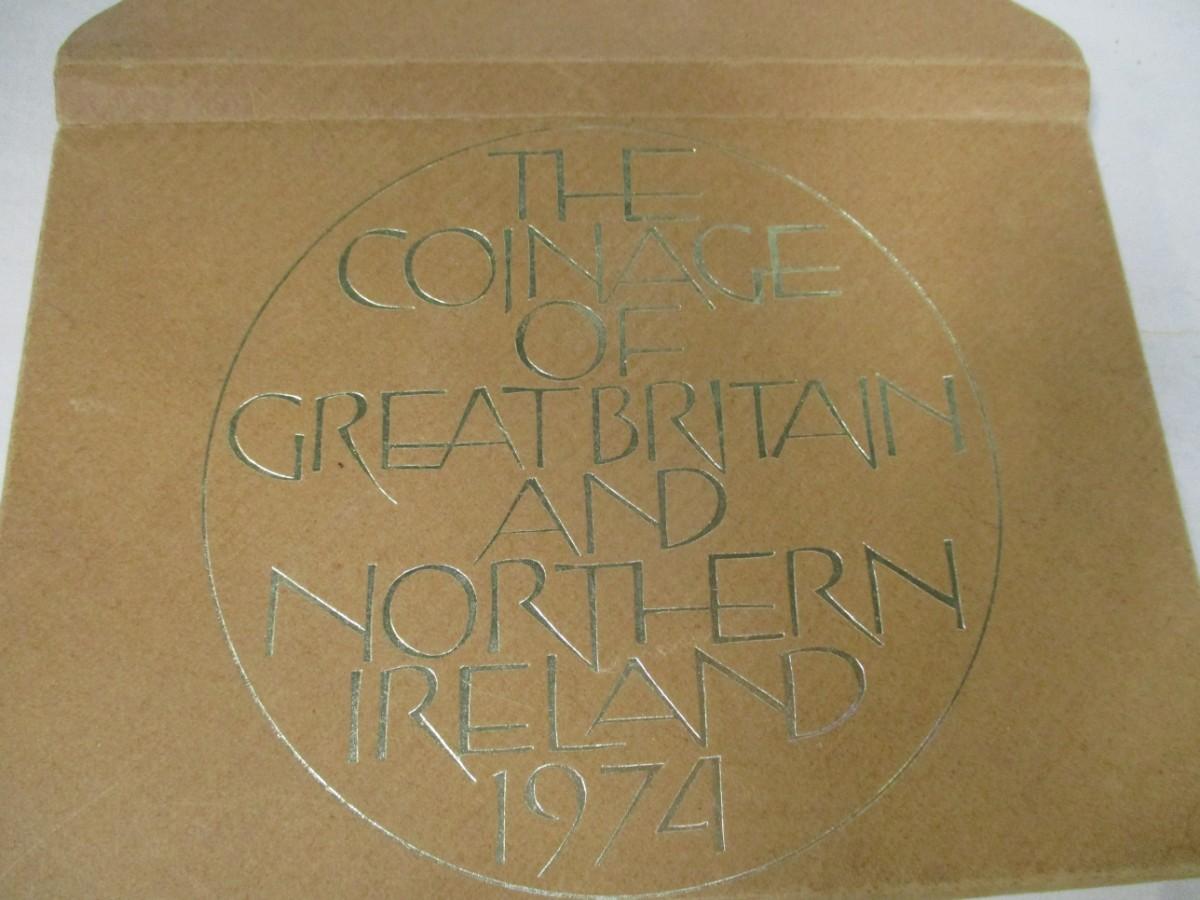 THE
COINAGE
OF
GREAT BRITAIN
AND
NORTHERN
IRELAND
1974